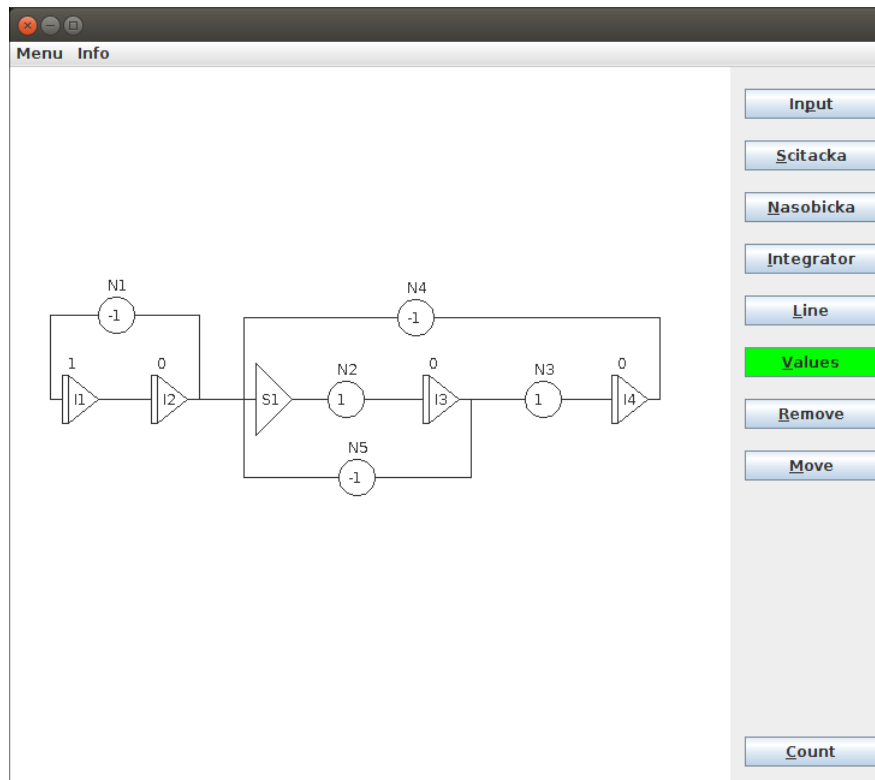 Menu Info
Input
Scitacka
Nasobicka
Integrator
Line
Values
Remove
Move
Count
N1
-1
N4
-1
1
0
N2
0
N3
0
I1
I2
S1
1
I3
1
I4
N5
-1